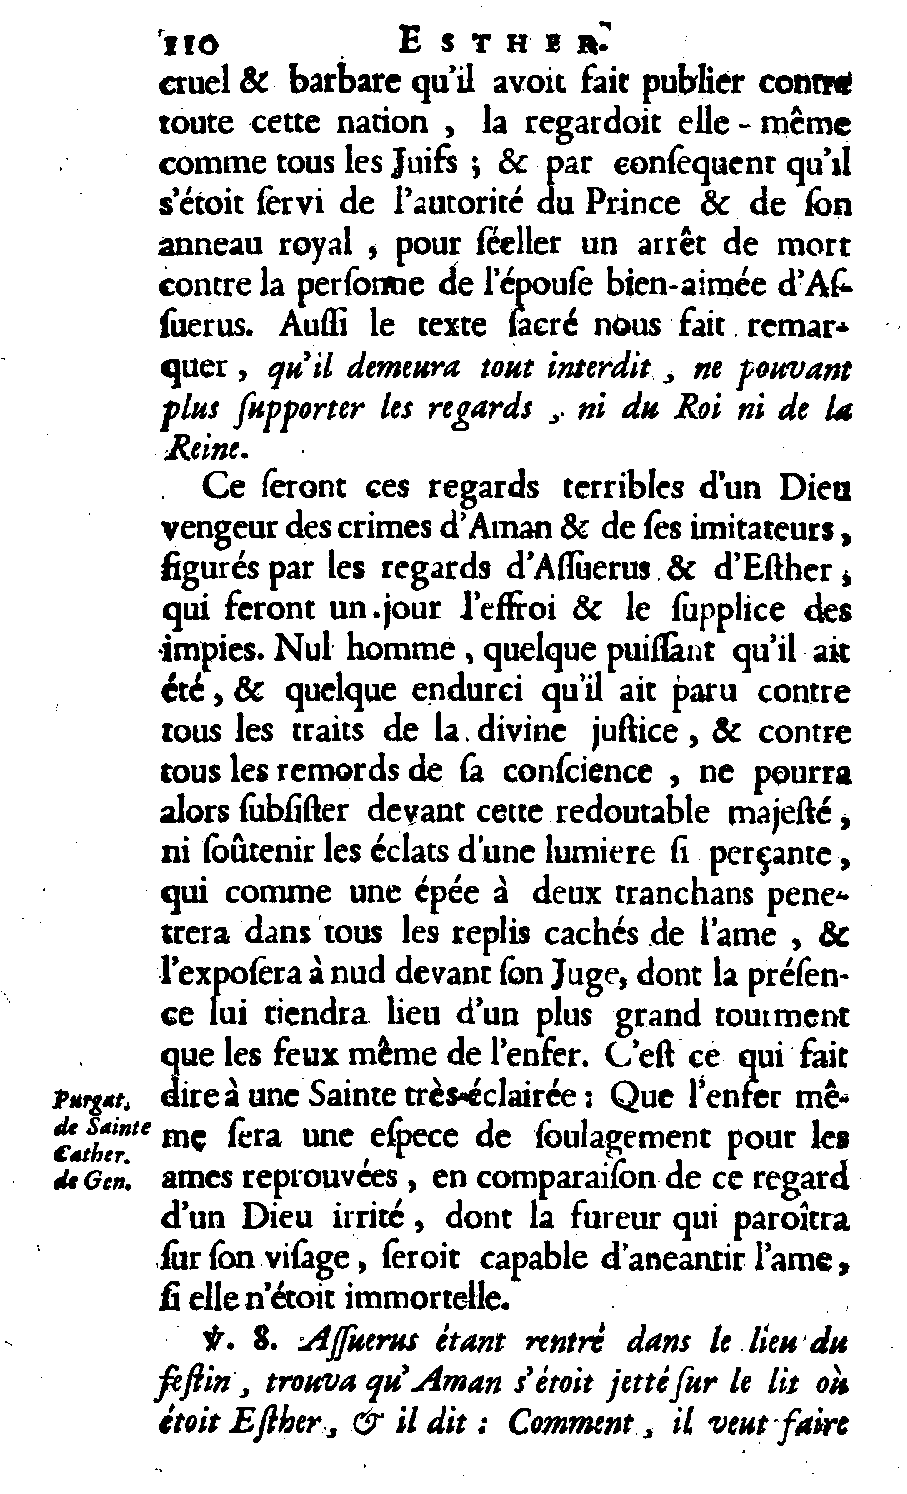 110 ESTHER.
cruel & barbare qu'il avoit fait publier contre
toute cette nation , la regardoit elle-même
comme tous les Juifs ; & par conſequent qu'il
s'étoit ſervi de l'autorité du Prince & de ſon
anneau royal , pour ſéeller un arrêt de mort
contre la perſonne de l'épouſe bien-aimée d'Aſ-
ſuerus. Auſſi le texte ſacré nous fait remar-
quer , qu'il demeura tout interdit , ne pouvant
plus ſupporter les regards , ni du Roi ni de la
Reine.
Ce ſeront ces regards terribles d'un Dieu
vengeur des crimes d'Aman & de ſes imitateurs,
figurés par les regards d'Aſſuerus & d'Eſther ,
qui feront un jour l'effroi & le ſupplice des
impies. Nul homme , quelque puiſſant qu'il ait
été , & quelque endurci qu'il ait paru contre
tous les traits de la divine juſtice , & contre
tous les remords de ſa conſcience , ne pourra
alors ſubſiſter devant cette redoutable majeſté ,
ni ſoûtenir les éclats d'une lumiere ſi perçante ,
qui comme une épée à deux tranchans pene-
trera dans tous les replis cachés de l'ame , &
l'expoſera à nud devant ſon Juge, dont la préſen-
ce lui tiendra lieu d'un plus grand tourment
que les feux même de l'enfer. C'eſt ce qui fait
dire à une Sainte très-éclairée : Que l'enfer mê-
me ſera une eſpece de ſoulagement pour les
ames reprouvées , en comparaiſon de ce regard
d'un Dieu irrité , dont la fureur qui paroîtra
ſur ſon viſage , ſeroit capable d'aneantir l'ame,
ſi elle n'étoit immortelle.
Purgat.
de Sainte
Cather.
de Gen.
℣. 8. Aſſuerus étant rentré dans le lieu du
feſtin , trouva qu'Aman s'étoit jetté ſur le lit où
étoit Eſther , & il dit : Comment , il veut faire